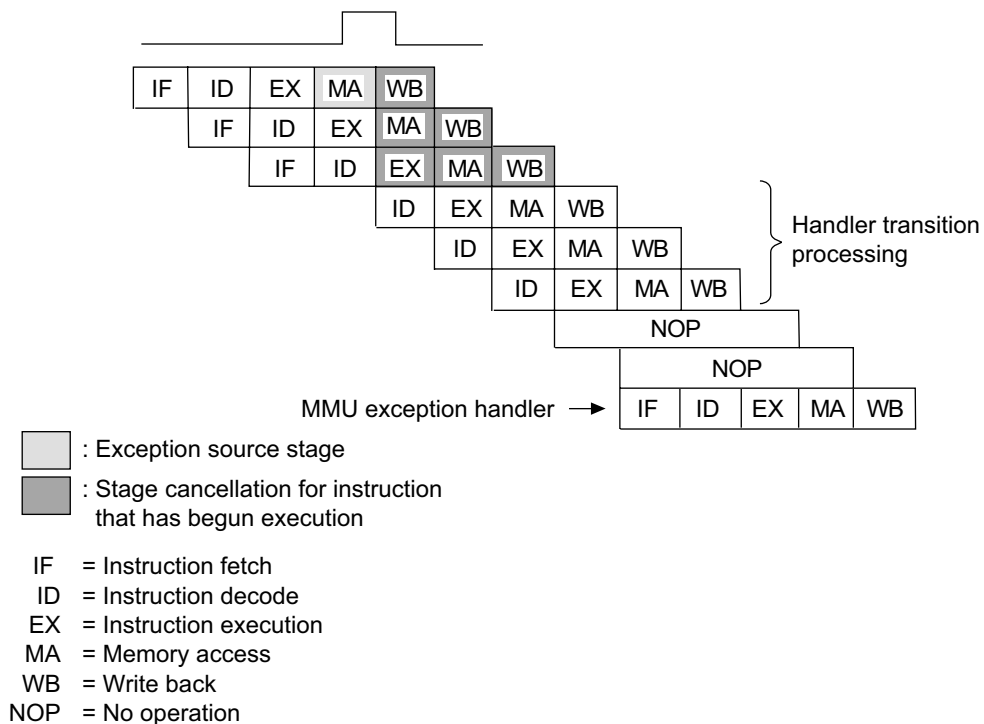 IF ID EX MA WB
IF ID EX MA WB
IF ID EX MA WB
ID EX MA WB
ID EX MA WB
ID EX MA WB
Handler transition
processing
NOP
NOP
MMU exception handler → IF ID EX MA WB
: Exception source stage
: Stage cancellation for instruction
that has begun execution
IF = Instruction fetch
ID = Instruction decode
EX = Instruction execution
MA = Memory access
WB = Write back
NOP = No operation